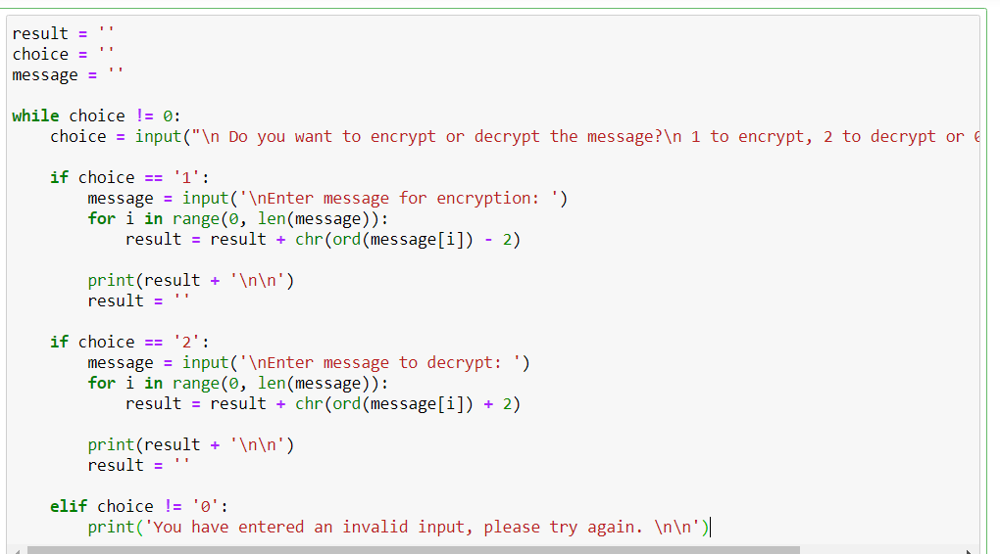 result = ''
choice = ''
message = ''

while choice != 0:
    choice = input("\n Do you want to encrypt or decrypt the message?\n 1 to encrypt, 2 to decrypt or

    if choice == '1':
        message = input('\nEnter message for encryption: ')
        for i in range(0, len(message)):
            result = result + chr(ord(message[i]) - 2)

        print(result + '\n\n')
        result = ''

    if choice == '2':
        message = input('\nEnter message to decrypt: ')
        for i in range(0, len(message)):
            result = result + chr(ord(message[i]) + 2)

        print(result + '\n\n')
        result = ''

    elif choice != '0':
        print('You have entered an invalid input, please try again. \n\n')